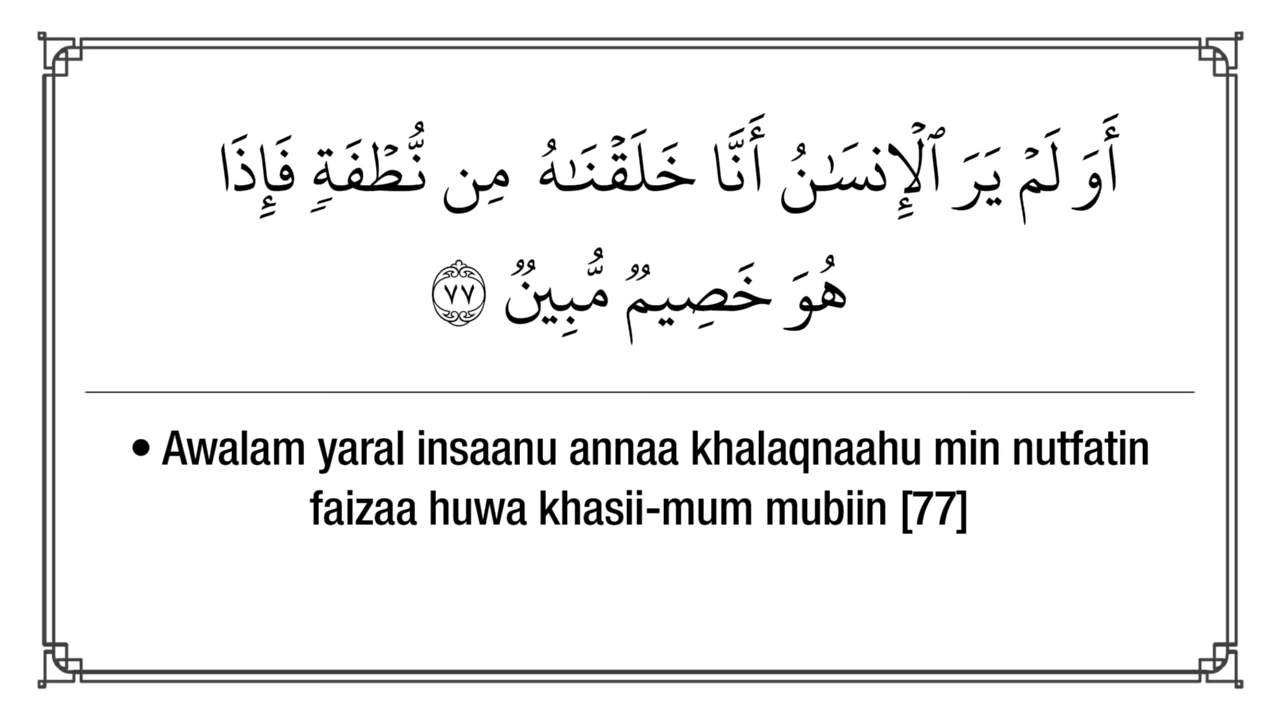 أَوَ لَمۡ يَرَ ٱلۡإِنسَـٰنُ أَنَّا خَلَقۡنَـٰهُ مِن نُّطۡفَةٍ فَإِذَا
هُوَ خَصِيمٌ مُّبِينٌ ٧٧
• Awalam yaral insaanu annaa khalaqnaahu min nutfatin
faizaa huwa khasii-mum mubiin [77]